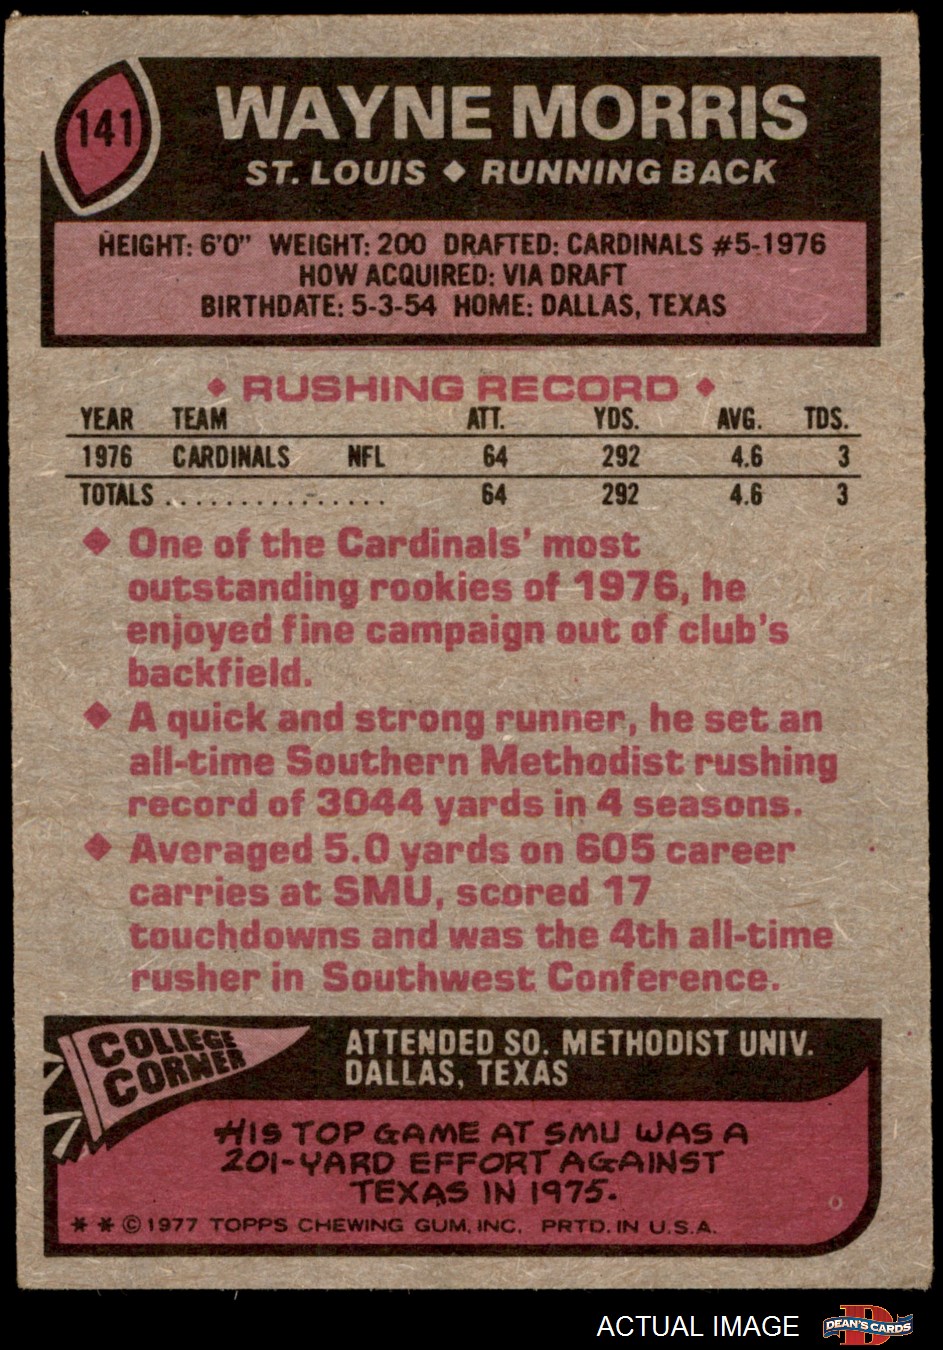 141
WAYNE MORRIS
ST. LOUIS ◆ RUNNING BACK
HEIGHT: 6'0" WEIGHT: 200 DRAFTED: CARDINALS #5-1976
HOW ACQUIRED: VIA DRAFT
BIRTHDATE: 5-3-54 HOME: DALLAS, TEXAS
◆ RUSHING RECORD ◆
YEAR TEAM ATT. YDS. AVG. TDS.
1976 CARDINALS NFL 64 292 4.6 3
TOTALS . . . . . . . . . . . . . . . 64 292 4.6 3
◆ One of the Cardinals' most
outstanding rookies of 1976, he
enjoyed fine campaign out of club's
backfield.
◆ A quick and strong runner, he set an
all-time Southern Methodist rushing
record of 3044 yards in 4 seasons.
◆ Averaged 5.0 yards on 605 career
carries at SMU, scored 17
touchdowns and was the 4th all-time
rusher in Southwest Conference.
COLLEGE
CORNER
ATTENDED SO. METHODIST UNIV.
DALLAS, TEXAS
HIS TOP GAME AT SMU WAS A
201-YARD EFFORT AGAINST
TEXAS IN 1975.
* * © 1977 TOPPS CHEWING GUM, INC. PRTD. IN U.S.A.
ACTUAL IMAGE
D
DEAN'S CARDS